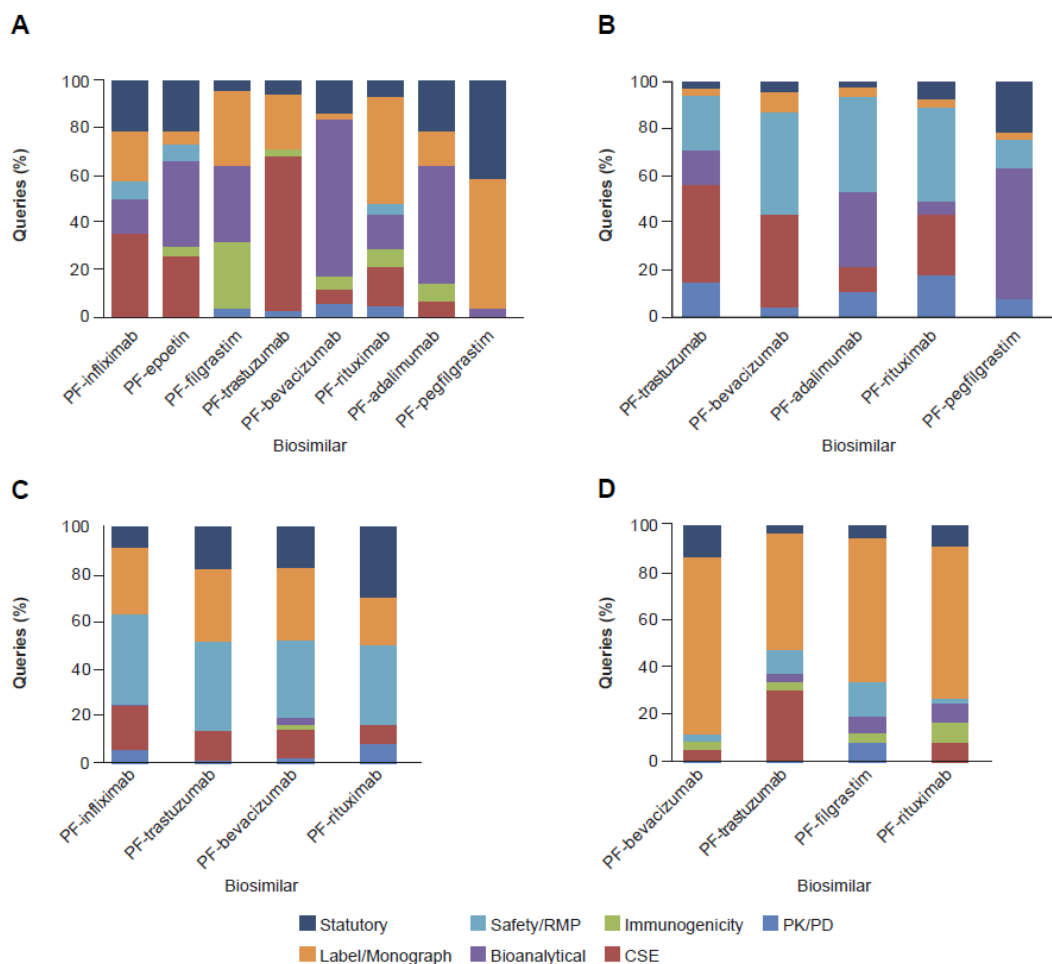 A
Queries (%)
100
80
60
40
20
0
PF-infliximab
PF-epoetin
PF-filgrastim
PF-trastuzumab
PF-bevacizumab
PF-rituximab
PF-adalimumab
PF-pegfilgrastim
Biosimilar
B
Queries (%)
100
80
60
40
20
0
PF-trastuzumab
PF-bevacizumab
PF-adalimumab
PF-rituximab
PF-pegfilgrastim
Biosimilar
C
Queries (%)
100
80
60
40
20
0
PF-infliximab
PF-trastuzumab
PF-bevacizumab
PF-rituximab
Biosimilar
D
Queries (%)
100
80
60
40
20
0
PF-bevacizumab
PF-trastuzumab
PF-filgrastim
PF-rituximab
Biosimilar
Statutory Safety/RMP Immunogenicity PK/PD
Label/Monograph Bioanalytical CSE